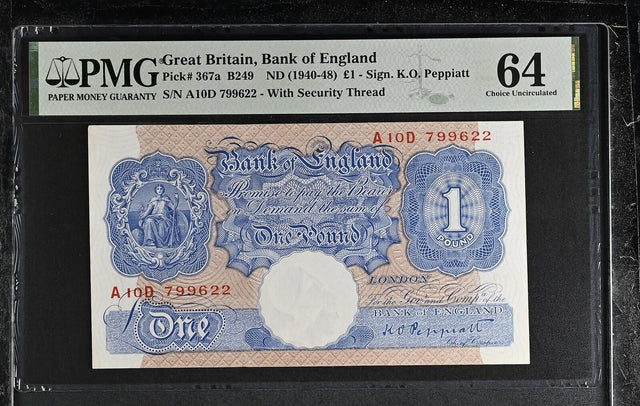 PMG
PAPER MONEY GUARANTY
Great Britain, Bank of England
Pick# 367a B249 ND (1940-48) £1 - Sign. K.O. Peppiatt
S/N A10D 799622 - With Security Thread
64
Choice Uncirculated
A10D 799622
Bank of England
Promise to pay the Bearer
on Demand the sum of
One Pound
1
POUND
LONDON
For the Govr. and Compa. of the
BANK OF ENGLAND
K O Peppiatt
A10D 799622
One